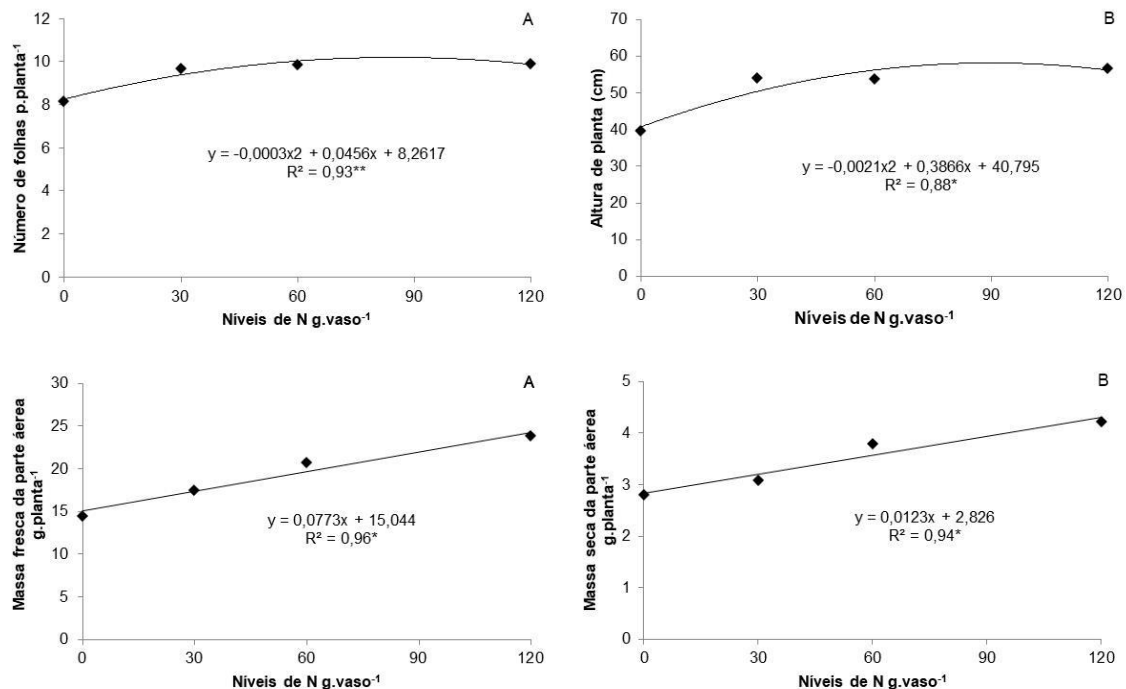 A
Número de folhas p.planta-1
12
10
8
6
4
2
0
y = -0,0003x2 + 0,0456x + 8,2617
R² = 0,93**
0 30 60 90 120
Níveis de N g.vaso-1
B
Altura de planta (cm)
70
60
50
40
30
20
10
0
y = -0,0021x2 + 0,3866x + 40,795
R² = 0,88*
0 30 60 90 120
Níveis de N g.vaso-1
A
Massa fresca da parte áerea
g.planta-1
30
25
20
15
10
5
0
y = 0,0773x + 15,044
R² = 0,96*
0 30 60 90 120
Níveis de N g.vaso-1
B
Massa seca da parte áerea
g.planta-1
5
4
3
2
1
0
y = 0,0123x + 2,826
R² = 0,94*
0 30 60 90 120
Níveis de N g.vaso-1